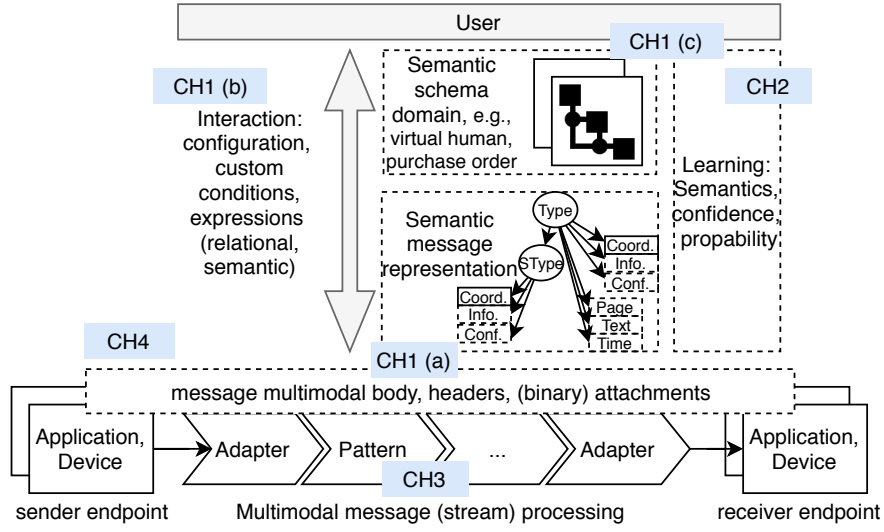 User
CH1 (c)
CH1 (b)
CH2
Semantic
schema
domain, e.g.,
virtual human,
purchase order
Interaction:
configuration,
custom
conditions,
expressions
(relational,
semantic)
Learning:
Semantics,
confidence,
propability
Semantic
message
representation
Type
SType
Coord.
Info.
Conf.
Coord.
Info.
Conf.
Page
Text
Time
CH4
CH1 (a)
message multimodal body, headers, (binary) attachments
Application,
Device
Adapter
Pattern
...
Adapter
Application,
Device
CH3
sender endpoint
Multimodal message (stream) processing
receiver endpoint